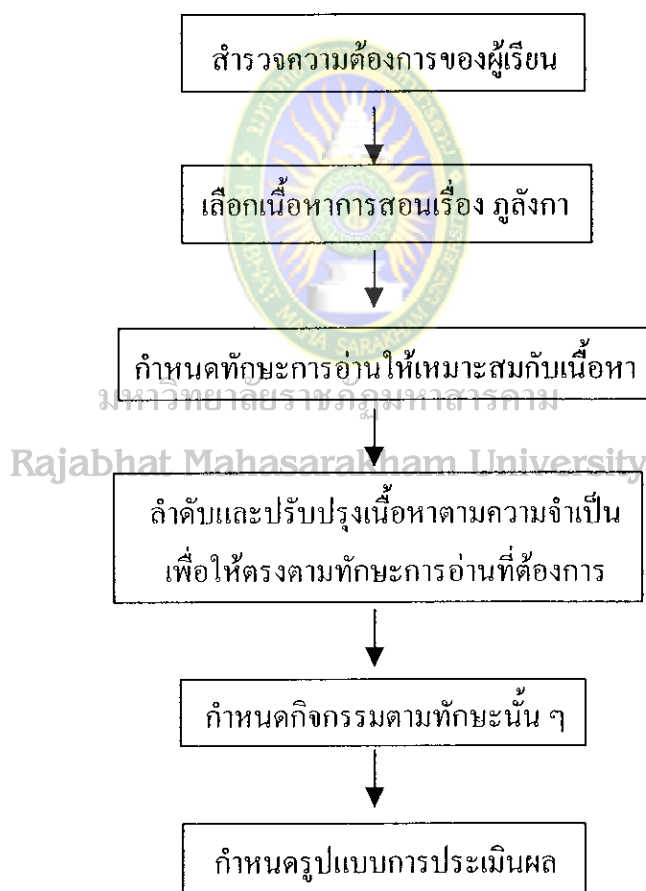 สำรวจความต้องการของผู้เรียน
เลือกเนื้อหาการสอนเรื่อง ภูลังกา
กำหนดทักษะการอ่านให้เหมาะสมกับเนื้อหา
มหาวิทยาลัยราชภัฏมหาสารคาม
Rajabhat Mahasarakham University
ลำดับและปรับปรุงเนื้อหาตามความจำเป็น
เพื่อให้ตรงตามทักษะการอ่านที่ต้องการ
กำหนดกิจกรรมตามทักษะนั้น ๆ
กำหนดรูปแบบการประเมินผล